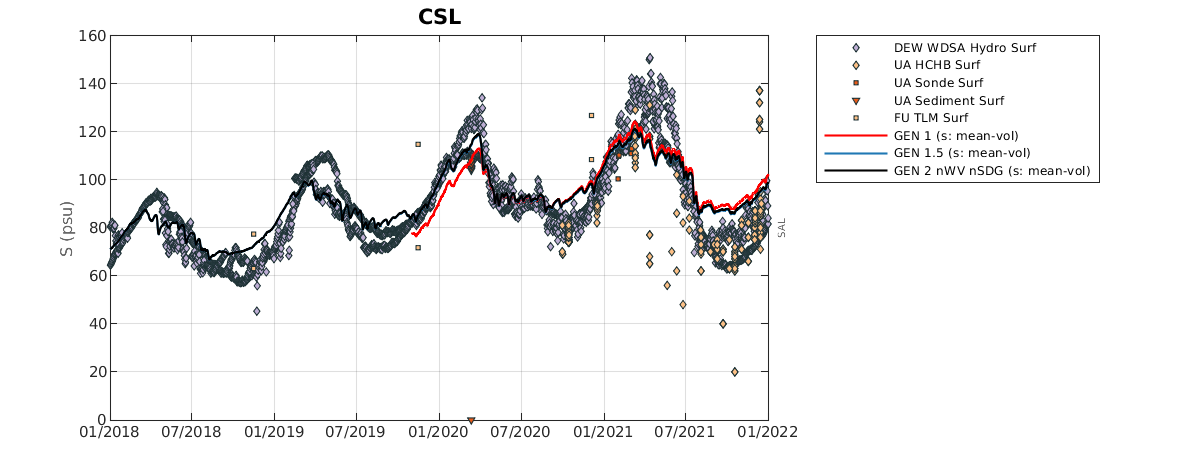 CSL
160
140
120
100
80
60
40
20
0
S (psu)
01/2018 07/2018 01/2019 07/2019 01/2020 07/2020 01/2021 07/2021 01/2022
SAL
DEW WDSA Hydro Surf
UA HCHB Surf
UA Sonde Surf
UA Sediment Surf
FU TLM Surf
GEN 1 (s: mean-vol)
GEN 1.5 (s: mean-vol)
GEN 2 nWV nSDG (s: mean-vol)